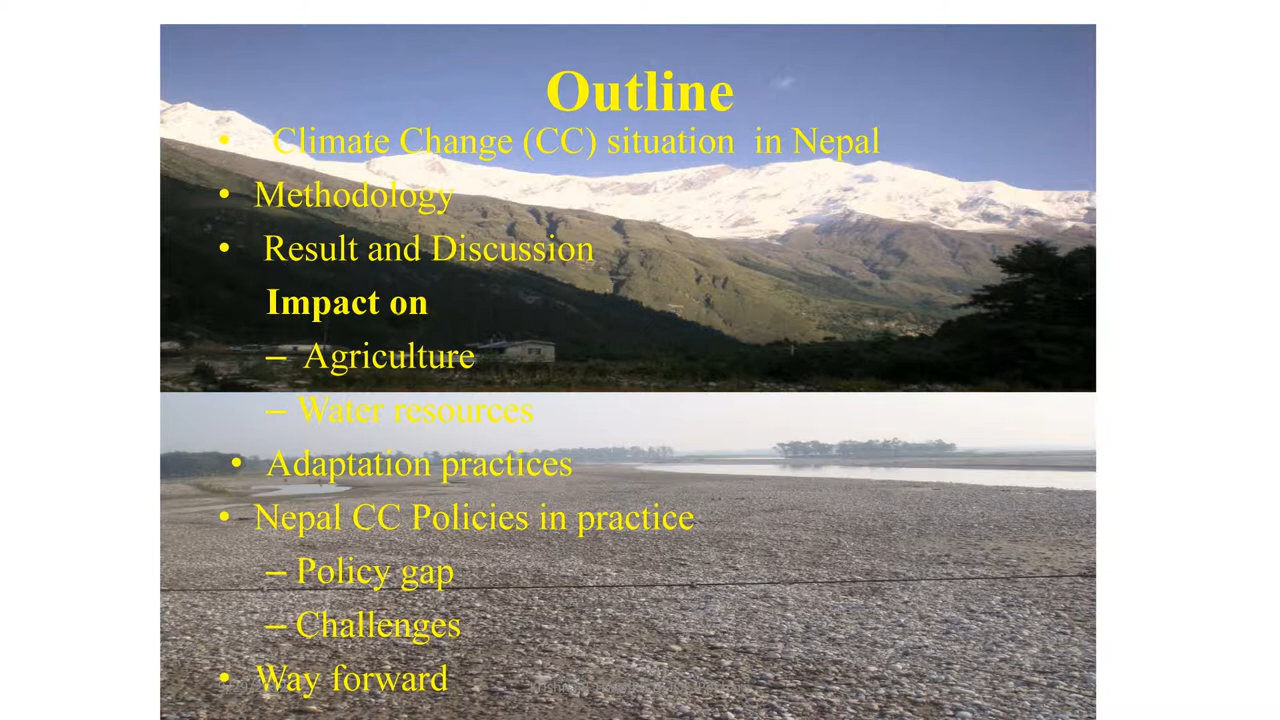 Outline
• Climate Change (CC) situation in Nepal
• Methodology
• Result and Discussion
Impact on
– Agriculture
– Water resources
• Adaptation practices
• Nepal CC Policies in practice
– Policy gap
– Challenges
• Way forward